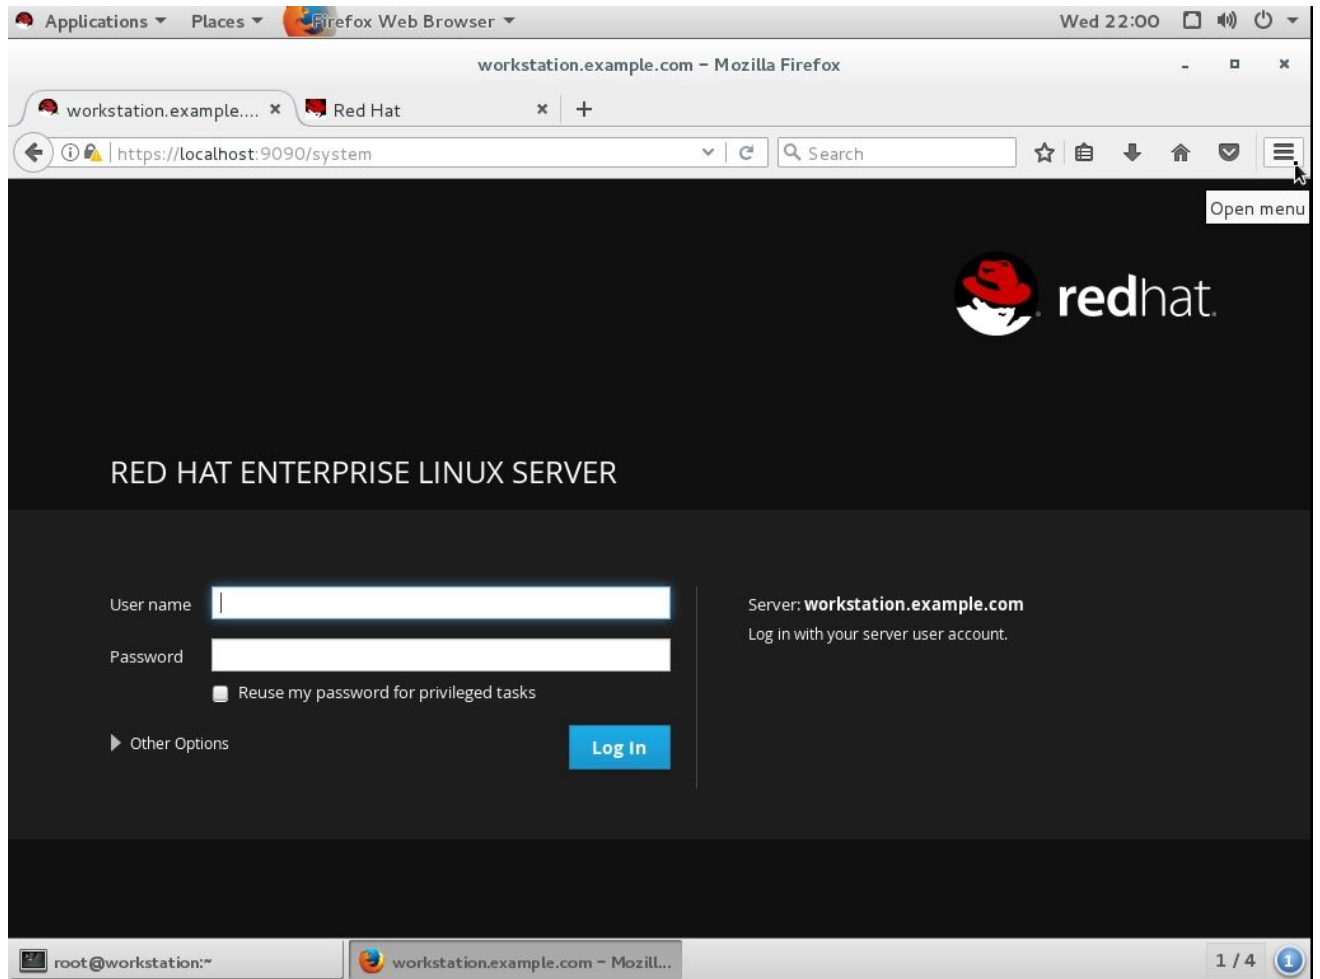 Applications Places Firefox Web Browser Wed 22:00
workstation.example.com – Mozilla Firefox
workstation.example.... Red Hat
https://localhost:9090/system Search
Open menu
redhat.
RED HAT ENTERPRISE LINUX SERVER
User name
Server: workstation.example.com
Log in with your server user account.
Password
Reuse my password for privileged tasks
Other Options
Log In
root@workstation:~ workstation.example.com – Mozill... 1 / 4 1